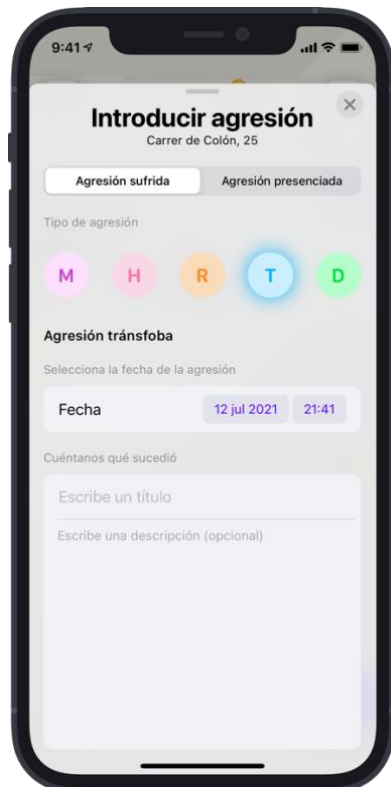 9:41
Introducir agresión
Carrer de Colón, 25
Agresión sufrida Agresión presenciada
Tipo de agresión
M H R T D
Agresión tránsfoba
Selecciona la fecha de la agresión
Fecha 12 jul 2021 21:41
Cuéntanos qué sucedió
Escribe un título
Escribe una descripción (opcional)